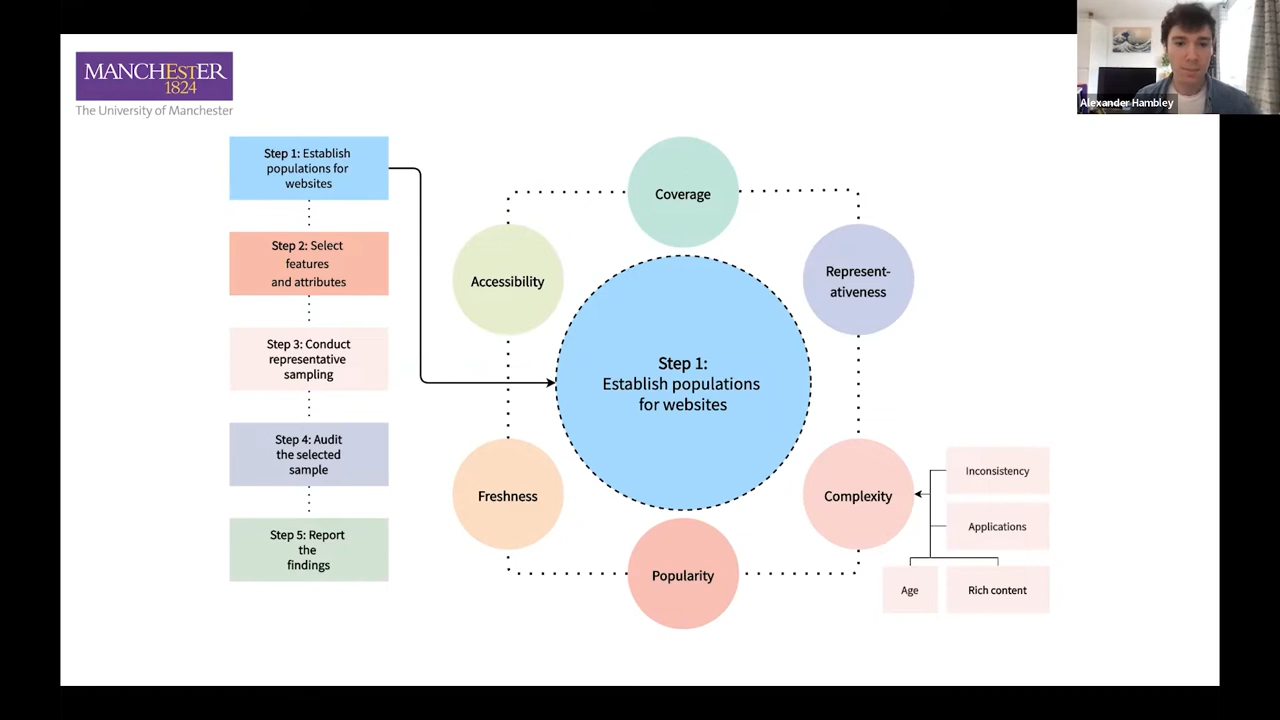 MANCHESTER
1824
The University of Manchester
Alexander Hambley
Step 1: Establish
populations for
websites
Step 2: Select
features
and attributes
Step 3: Conduct
representative
sampling
Step 4: Audit
the selected
sample
Step 5: Report
the
findings
Coverage
Accessibility
Represent-
ativeness
Step 1:
Establish populations
for websites
Freshness
Complexity
Popularity
Inconsistency
Applications
Age
Rich content